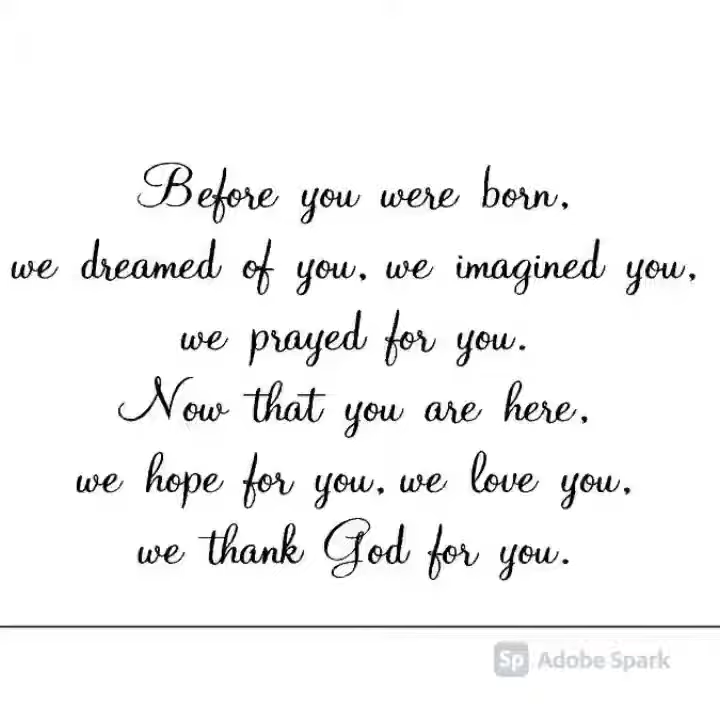 Before you were born,
we dreamed of you, we imagined you,
we prayed for you.
Now that you are here,
we hope for you, we love you,
we thank God for you.
Sp Adobe Spark